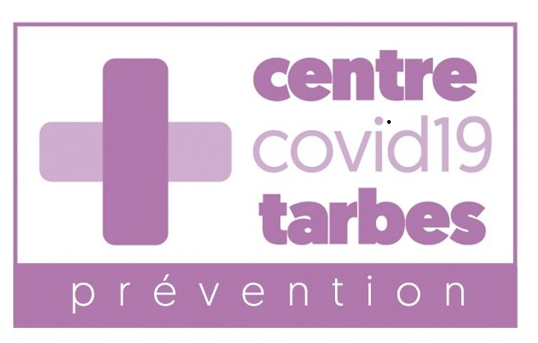 centre
covid19
tarbes
prévention